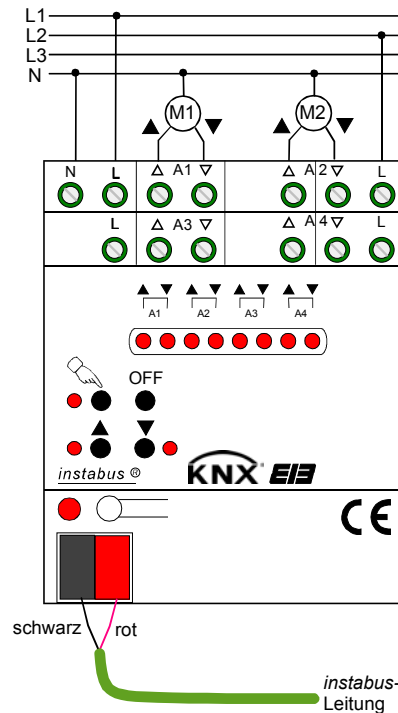 L1
L2
L3
N
M1 M2
▲ ▼ ▲ ▼
N L △ A1 ▽ △ A 2 ▽ L
L △ A3 ▽ △ A 4 ▽ L
▲ ▼ ▲ ▼ ▲ ▼ ▲ ▼
A1 A2 A3 A4
OFF
▲ ▼
instabus ® KNX® EIB
CE
schwarz rot
instabus-
Leitung